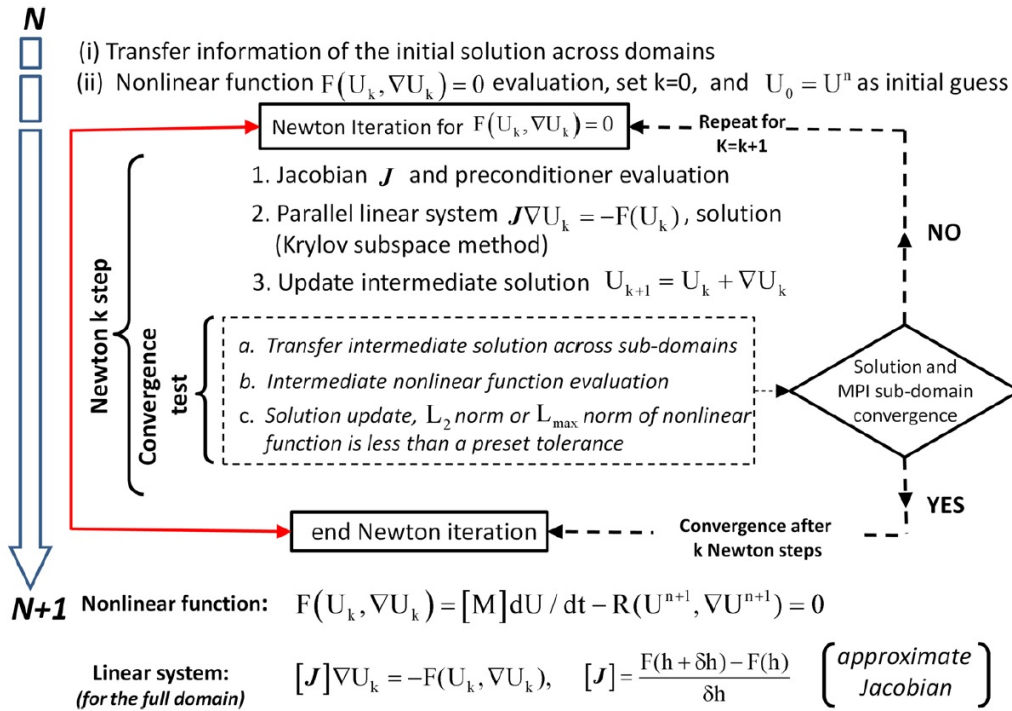 N
(i) Transfer information of the initial solution across domains
(ii) Nonlinear function F(U_k, ∇U_k) = 0 evaluation, set k=0, and U_0 = U^n as initial guess
Newton Iteration for F(U_k, ∇U_k) = 0
Repeat for
K=k+1
1. Jacobian J and preconditioner evaluation
2. Parallel linear system J∇U_k = −F(U_k), solution
(Krylov subspace method)
3. Update intermediate solution U_{k+1} = U_k + ∇U_k
NO
Newton k step
Convergence
test
a. Transfer intermediate solution across sub-domains
b. Intermediate nonlinear function evaluation
c. Solution update, L_2 norm or L_max norm of nonlinear
function is less than a preset tolerance
Solution and
MPI sub-domain
convergence
YES
end Newton iteration
Convergence after
k Newton steps
N+1
Nonlinear function: F(U_k, ∇U_k) = [M]dU / dt − R(U^{n+1}, ∇U^{n+1}) = 0
Linear system:
(for the full domain)
[J]∇U_k = −F(U_k, ∇U_k), [J] = (F(h + δh) − F(h)) / δh
(approximate
Jacobian)